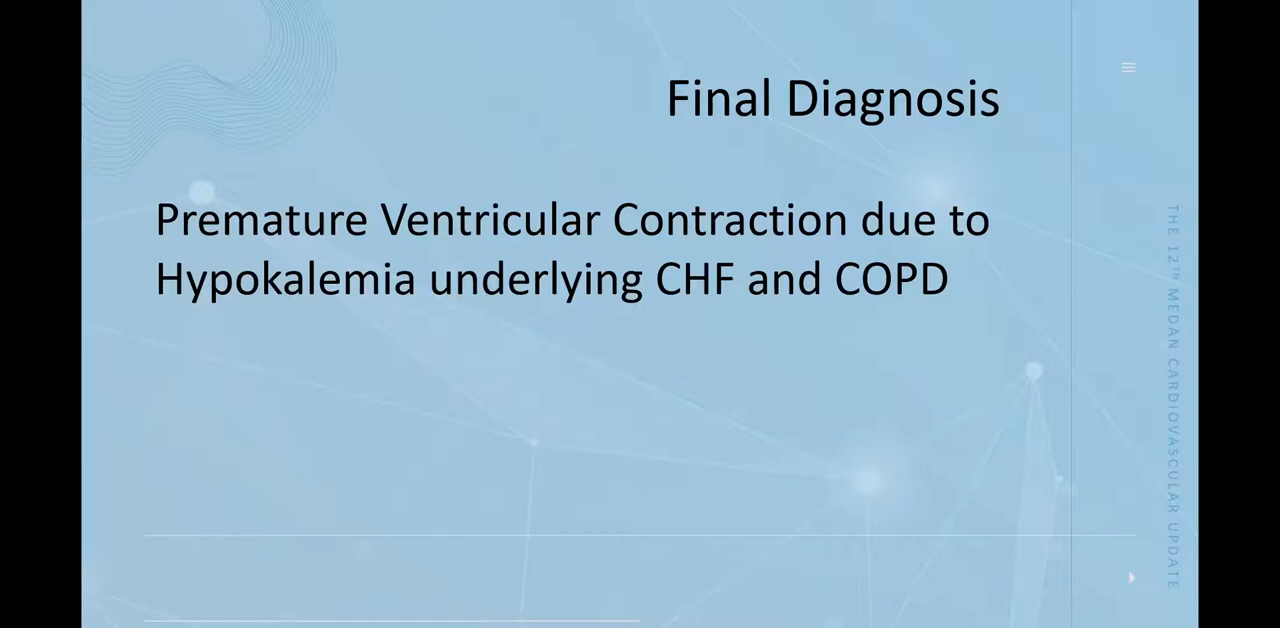 Final Diagnosis
Premature Ventricular Contraction due to
Hypokalemia underlying CHF and COPD
THE 12TH MEDAN CARDIOVASCULAR UPDATE